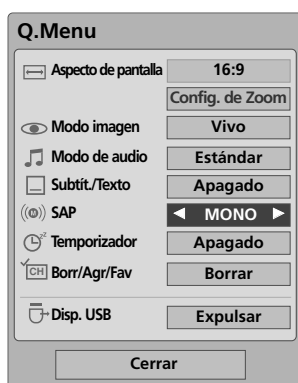 Q.Menu
Aspecto de pantalla 16:9
Config. de Zoom
Modo imagen Vivo
Modo de audio Estándar
Subtít./Texto Apagado
SAP ◀ MONO ▶
Temporizador Apagado
CH Borr/Agr/Fav Borrar
Disp. USB Expulsar
Cerrar